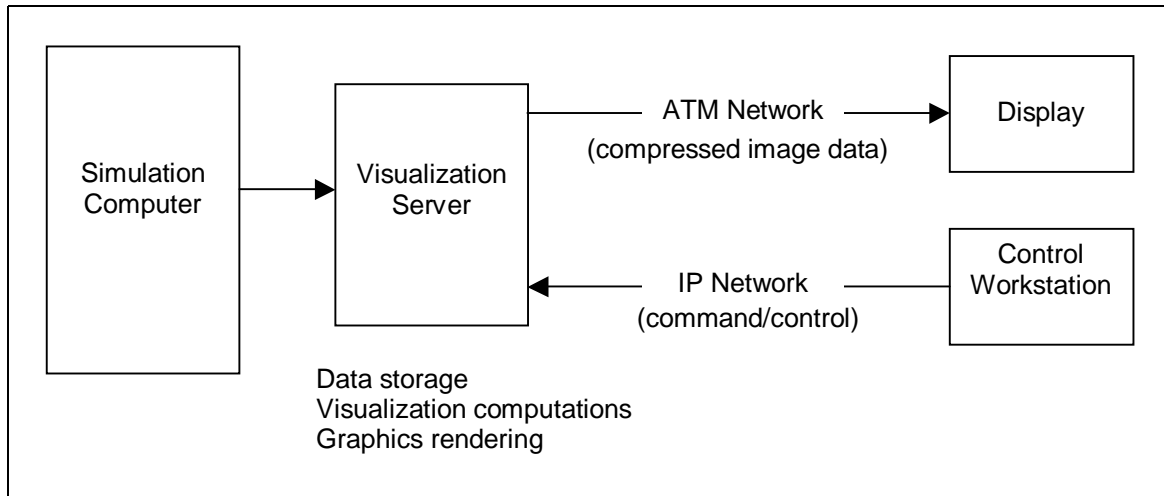 Simulation
Computer
Visualization
Server
Data storage
Visualization computations
Graphics rendering
ATM Network
(compressed image data)
IP Network
(command/control)
Display
Control
Workstation